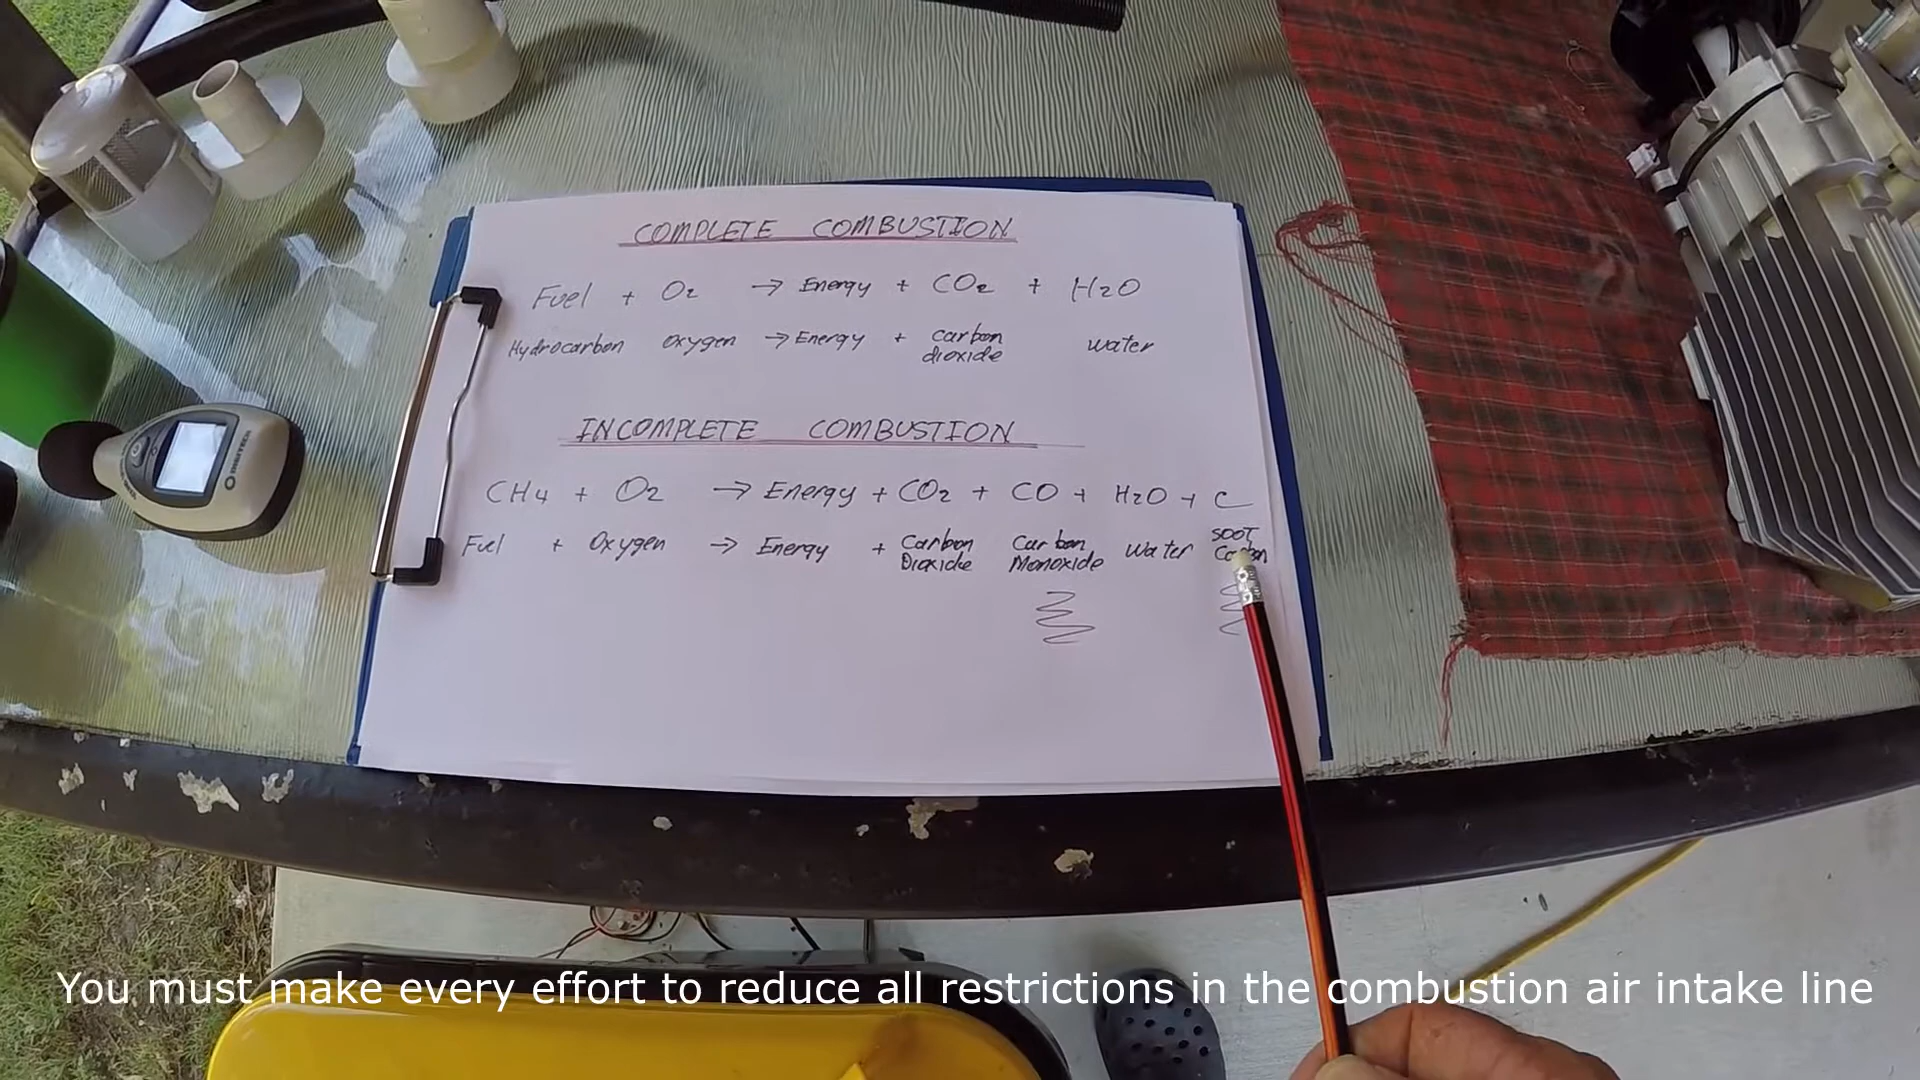 COMPLETE COMBUSTION
Fuel + O2 → Energy + CO2 + H2O
Hydrocarbon oxygen → Energy + carbon dioxide water
INCOMPLETE COMBUSTION
CH4 + O2 → Energy + CO2 + CO + H2O + C
Fuel + Oxygen → Energy + Carbon Dioxide Carbon Monoxide water SOOT Carbon
DIGITECH
You must make every effort to reduce all restrictions in the combustion air intake line